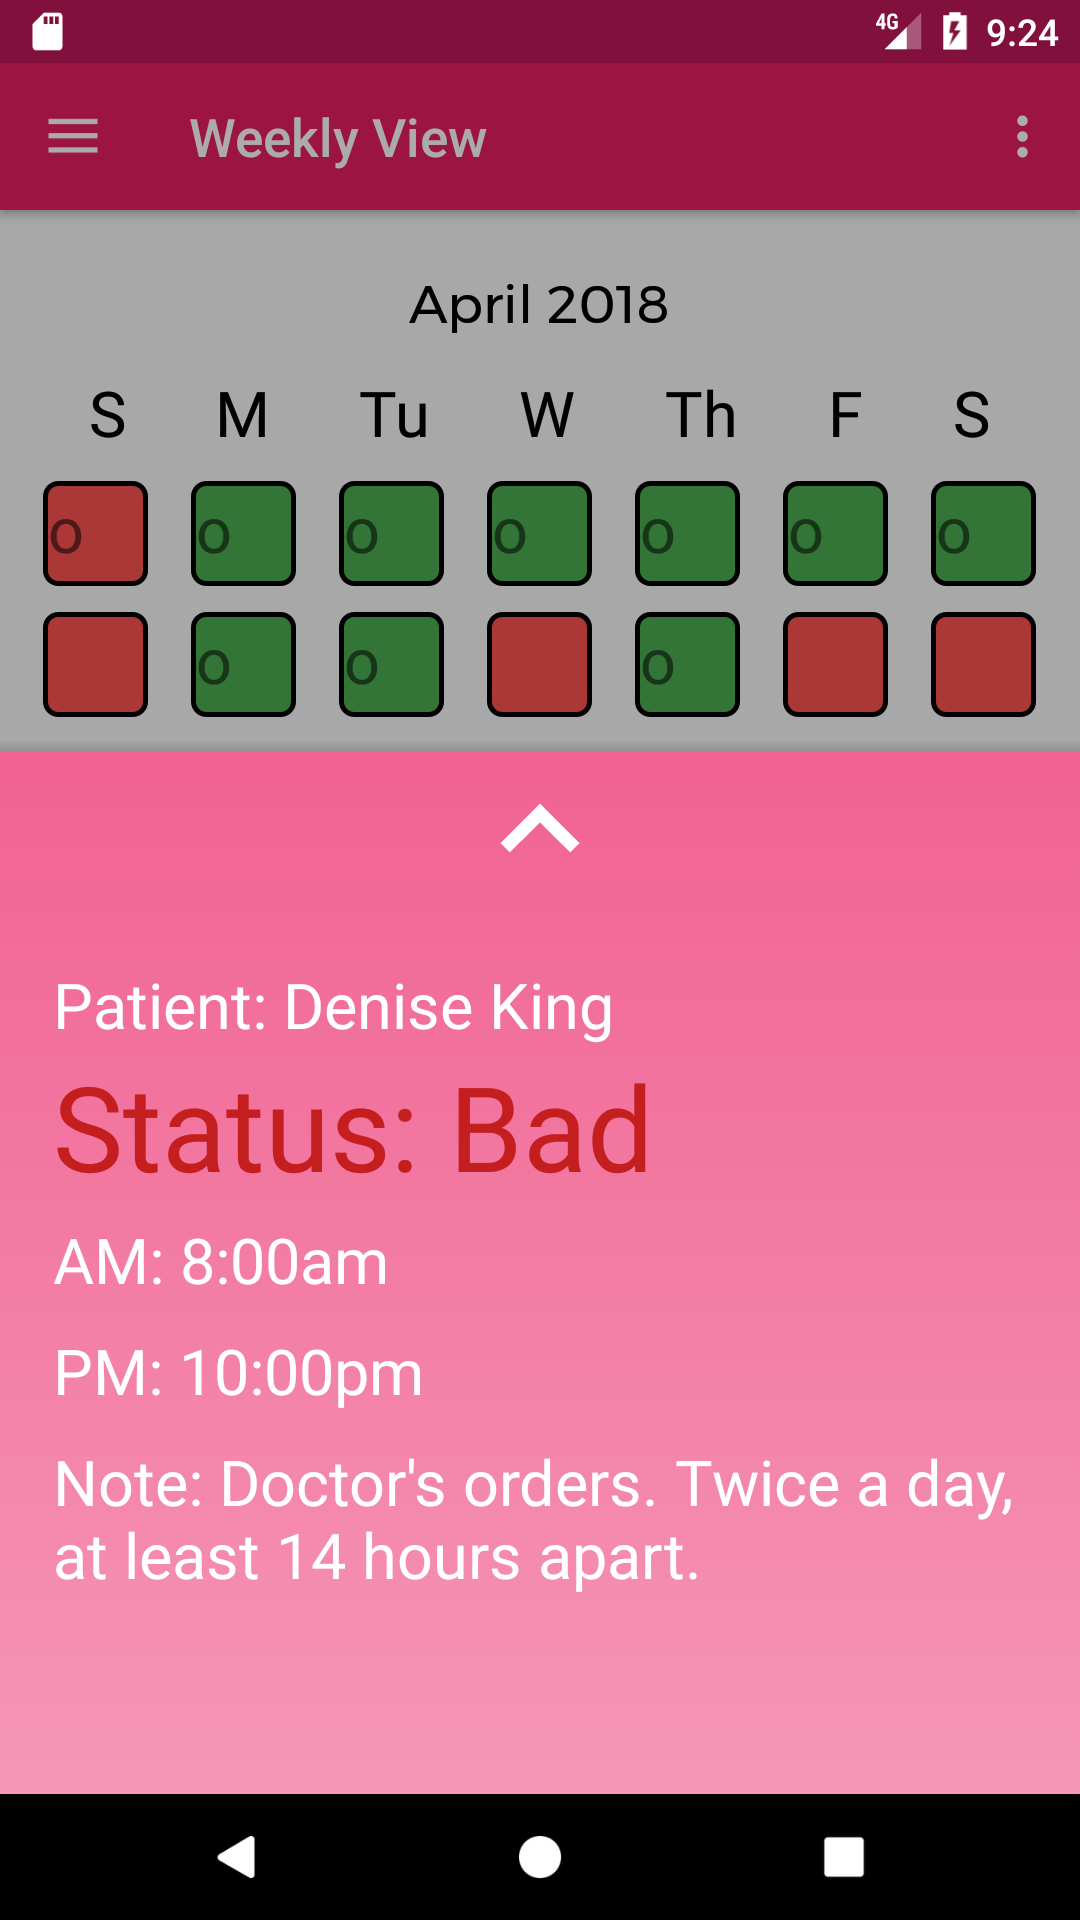 4G 9:24
Weekly View
April 2018
S M Tu W Th F S
O O O O O O O
O O O
Patient: Denise King
Status: Bad
AM: 8:00am
PM: 10:00pm
Note: Doctor's orders. Twice a day,
at least 14 hours apart.